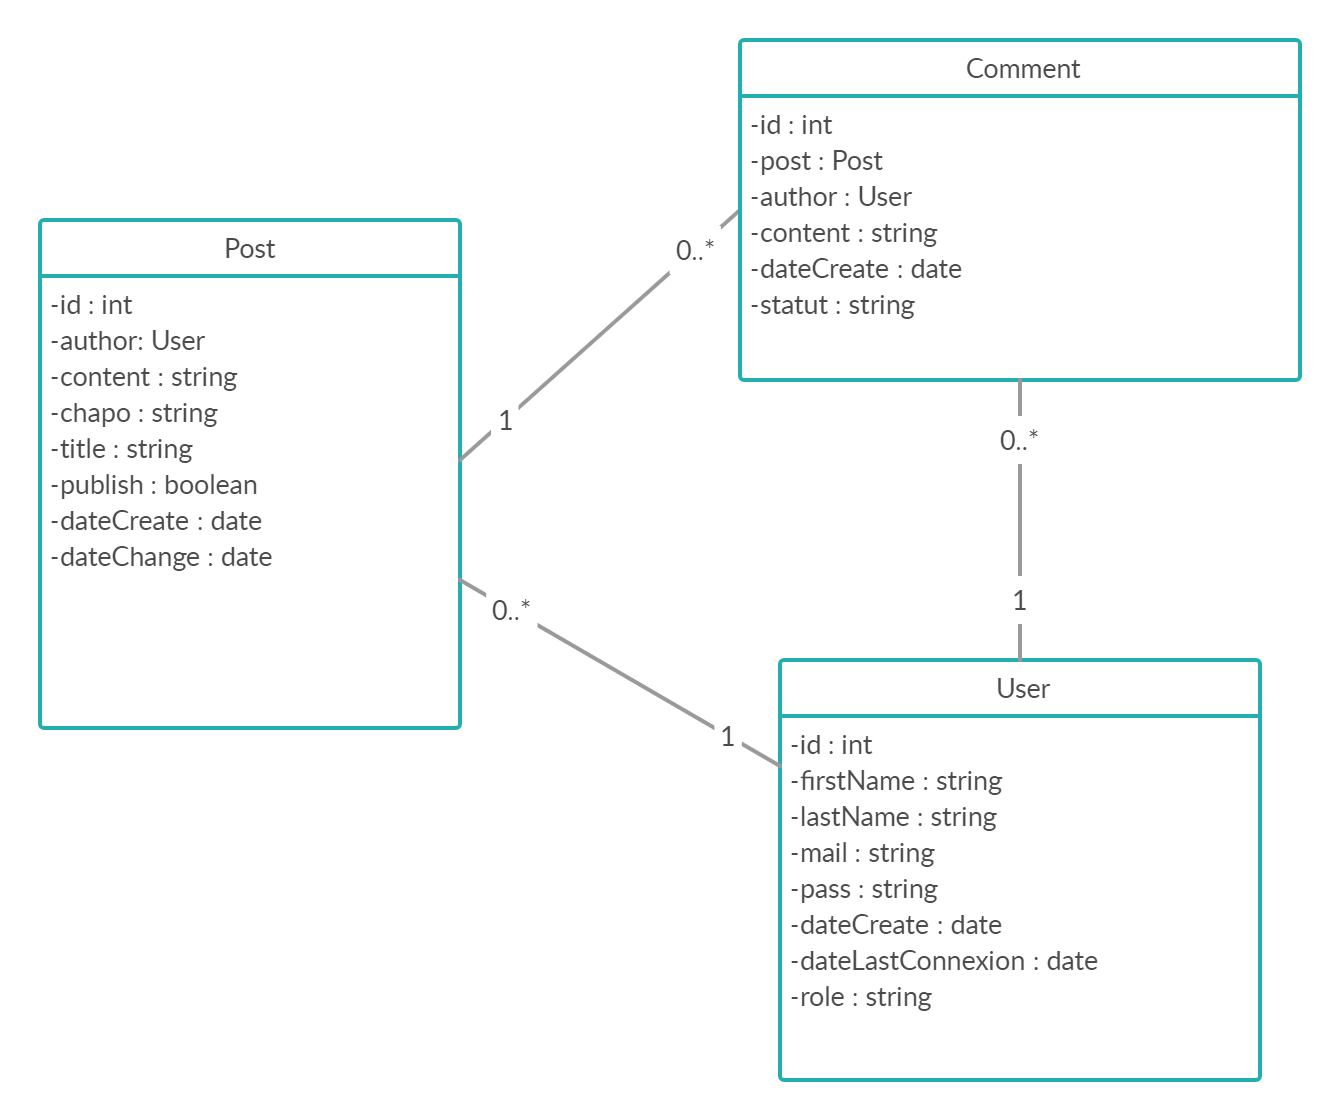 Comment
-id : int
-post : Post
-author : User
-content : string
-dateCreate : date
-statut : string
Post
-id : int
-author: User
-content : string
-chapo : string
-title : string
-publish : boolean
-dateCreate : date
-dateChange : date
0..*
1
0..*
1
0..*
1
User
-id : int
-firstName : string
-lastName : string
-mail : string
-pass : string
-dateCreate : date
-dateLastConnexion : date
-role : string